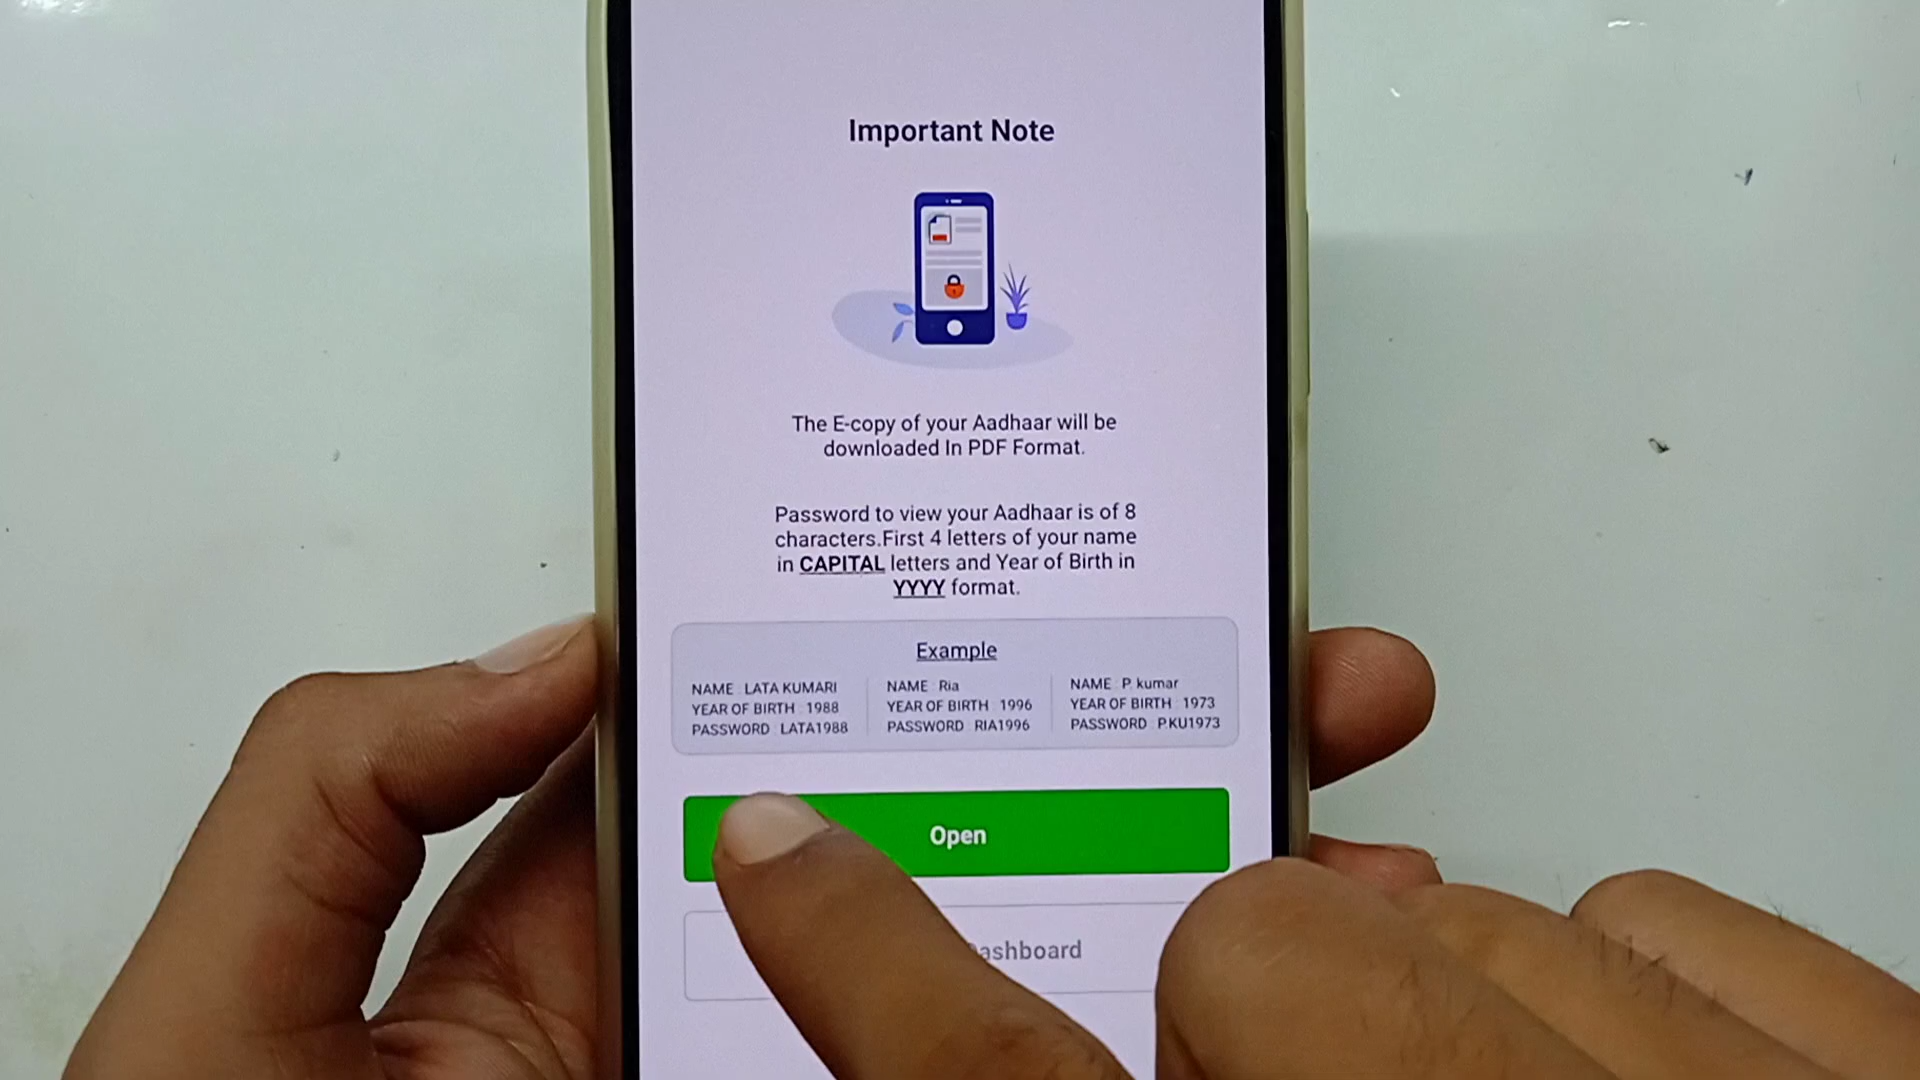 Important Note
The E-copy of your Aadhaar will be
downloaded In PDF Format.
Password to view your Aadhaar is of 8
characters.First 4 letters of your name
in CAPITAL letters and Year of Birth in
YYYY format.
Example
NAME : LATA KUMARI
YEAR OF BIRTH : 1988
PASSWORD : LATA1988
NAME : Ria
YEAR OF BIRTH : 1996
PASSWORD : RIA1996
NAME : P. kumar
YEAR OF BIRTH : 1973
PASSWORD : P.KU1973
Open